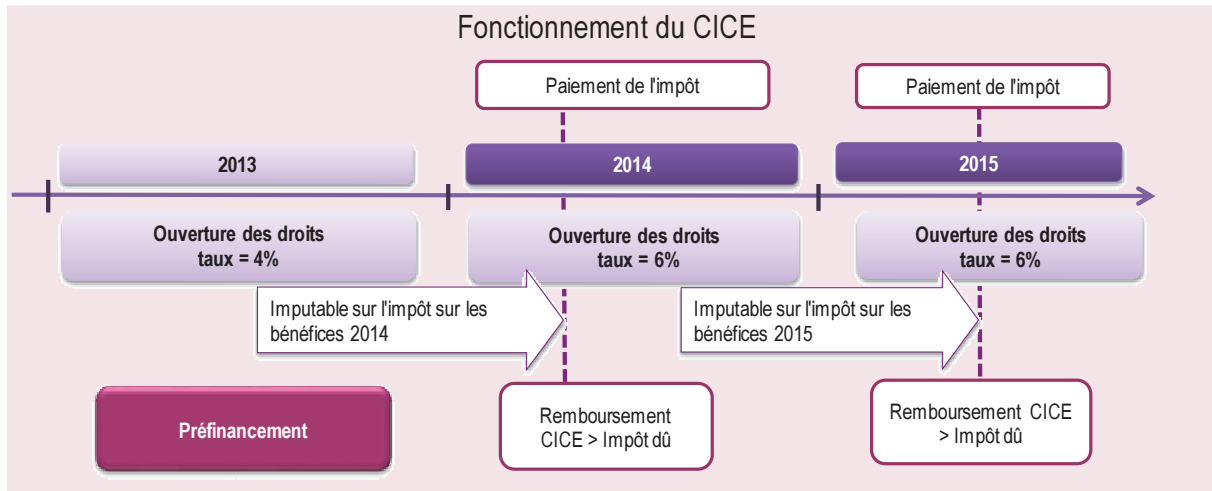 Fonctionnement du CICE
Paiement de l'impôt
Paiement de l'impôt
2013
2014
2015
Ouverture des droits
taux = 4%
Ouverture des droits
taux = 6%
Ouverture des droits
taux = 6%
Imputable sur l'impôt sur les
bénéfices 2014
Imputable sur l'impôt sur les
bénéfices 2015
Préfinancement
Remboursement
CICE > Impôt dû
Remboursement CICE
> Impôt dû